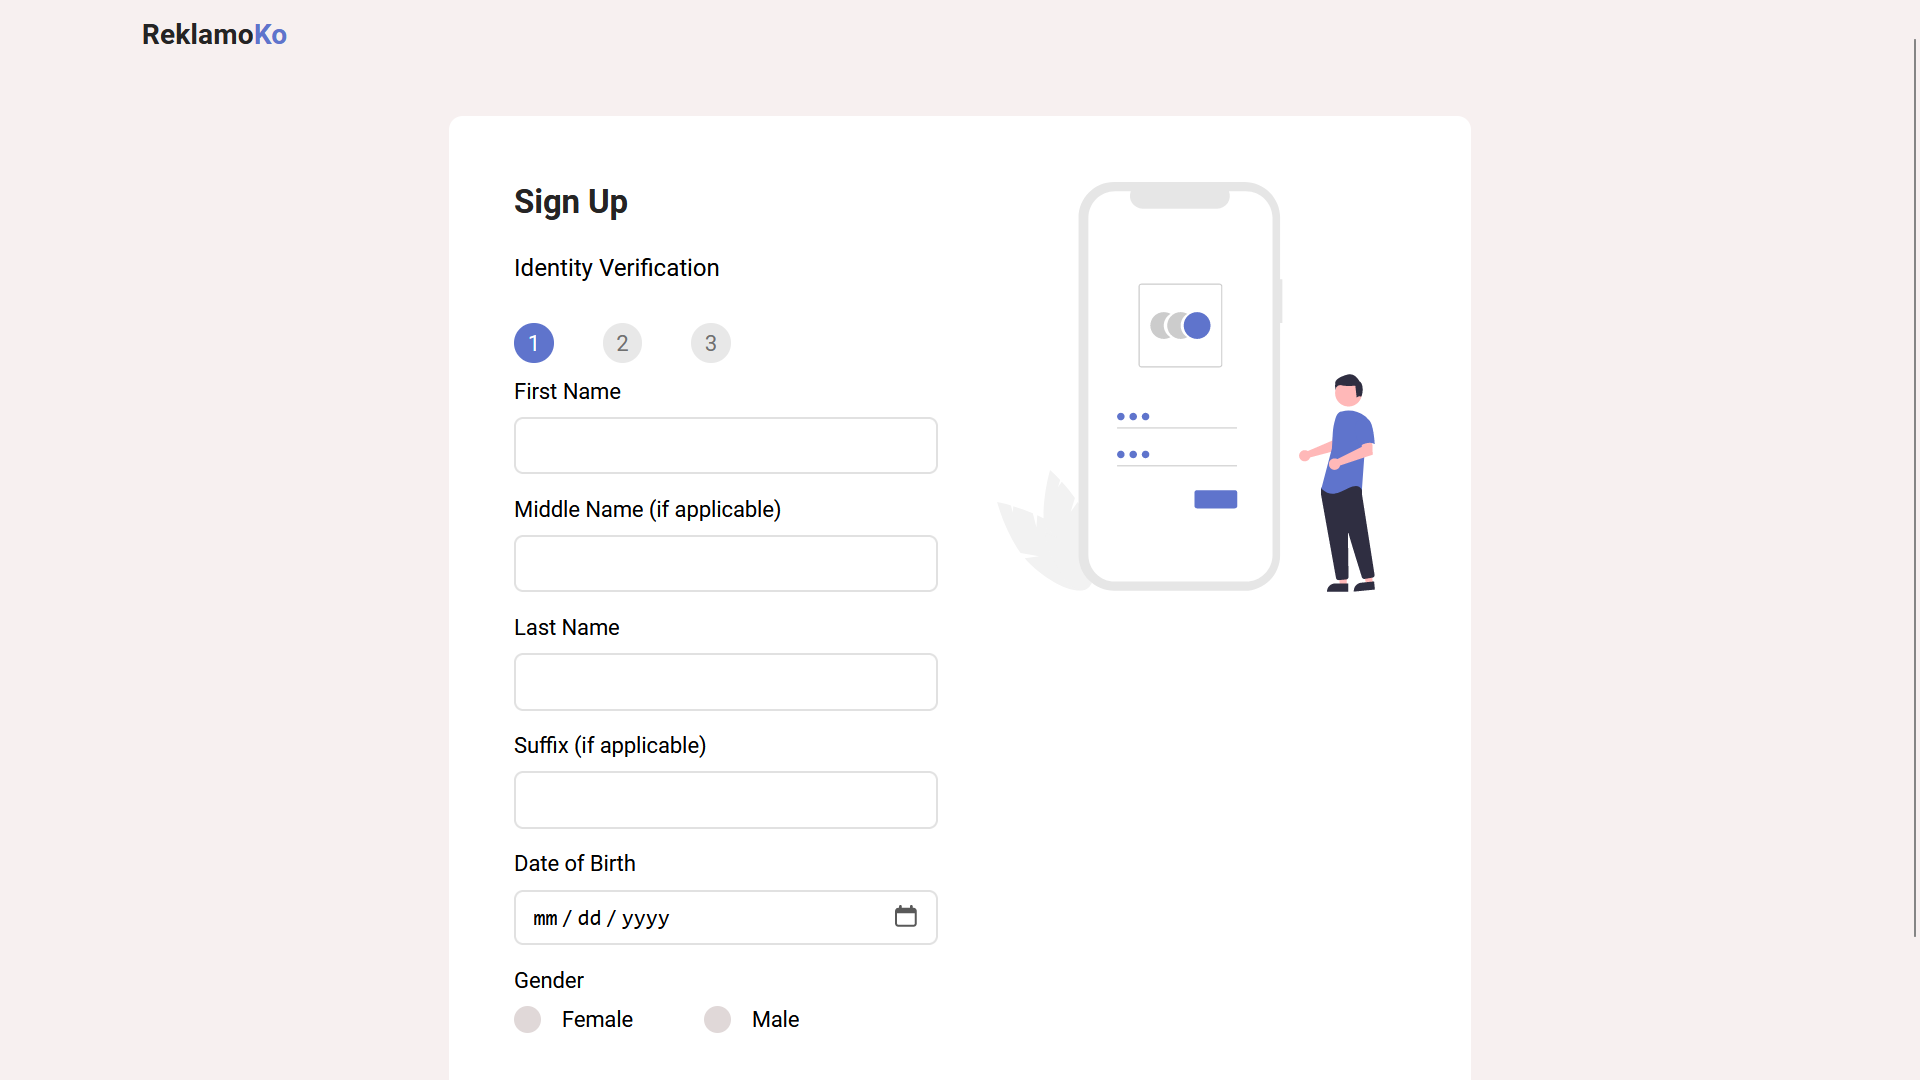 ReklamoKo
Sign Up
Identity Verification
1 2 3
First Name
Middle Name (if applicable)
Last Name
Suffix (if applicable)
Date of Birth
mm / dd / yyyy
Gender
Female Male